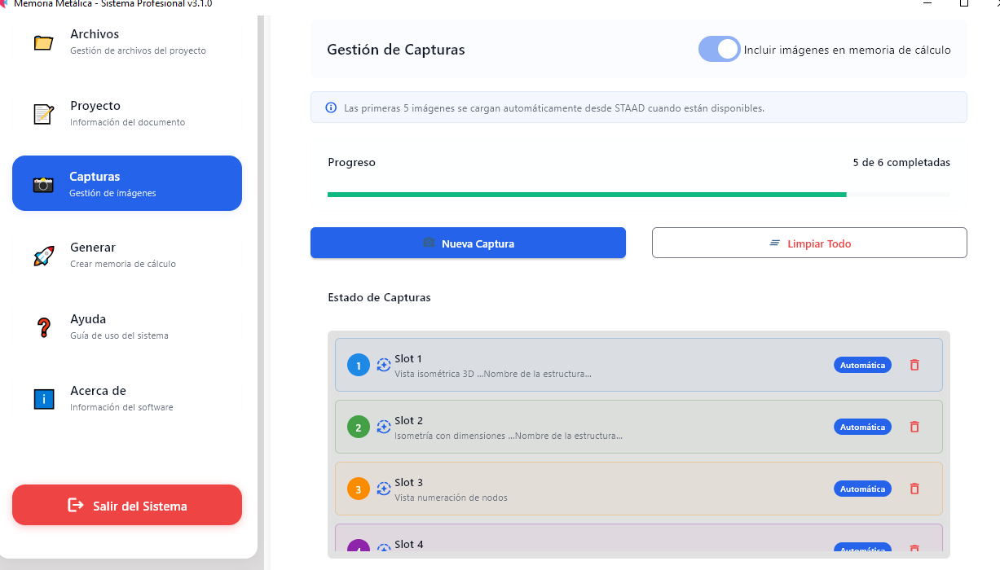 Memoria Metálica - Sistema Profesional v3.1.0
Archivos
Gestión de archivos del proyecto
Proyecto
Información del documento
Capturas
Gestión de imágenes
Generar
Crear memoria de cálculo
Ayuda
Guía de uso del sistema
Acerca de
Información del software
Salir del Sistema
Gestión de Capturas
Incluir imágenes en memoria de cálculo
Las primeras 5 imágenes se cargan automáticamente desde STAAD cuando están disponibles.
Progreso
5 de 6 completadas
Nueva Captura
Limpiar Todo
Estado de Capturas
1
Slot 1
Vista isométrica 3D ...Nombre de la estructura...
Automática
2
Slot 2
Isometría con dimensiones ...Nombre de la estructura...
Automática
3
Slot 3
Vista numeración de nodos
Automática
4
Slot 4
Automática